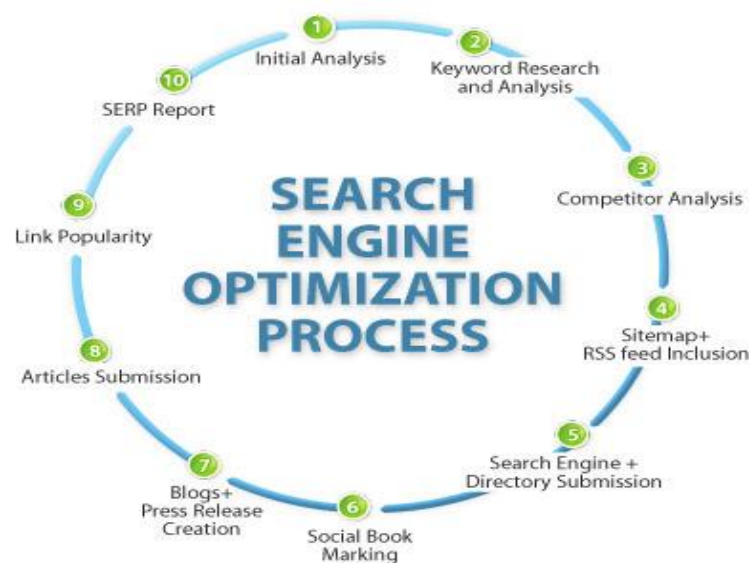 1
Initial Analysis
2
Keyword Research
and Analysis
3
Competitor Analysis
4
Sitemap+
RSS feed Inclusion
5
Search Engine +
Directory Submission
6
Social Book
Marking
7
Blogs+
Press Release
Creation
8
Articles Submission
9
Link Popularity
10
SERP Report
SEARCH
ENGINE
OPTIMIZATION
PROCESS